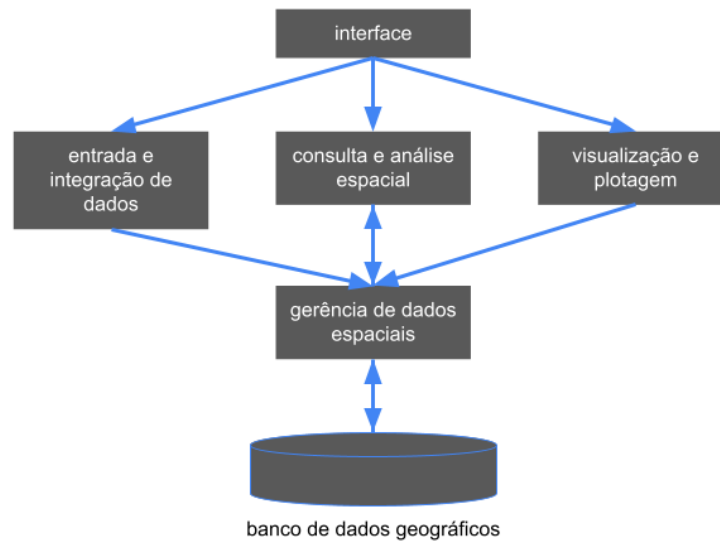 interface
entrada e
integração de
dados
consulta e análise
espacial
visualização e
plotagem
gerência de dados
espaciais
banco de dados geográficos